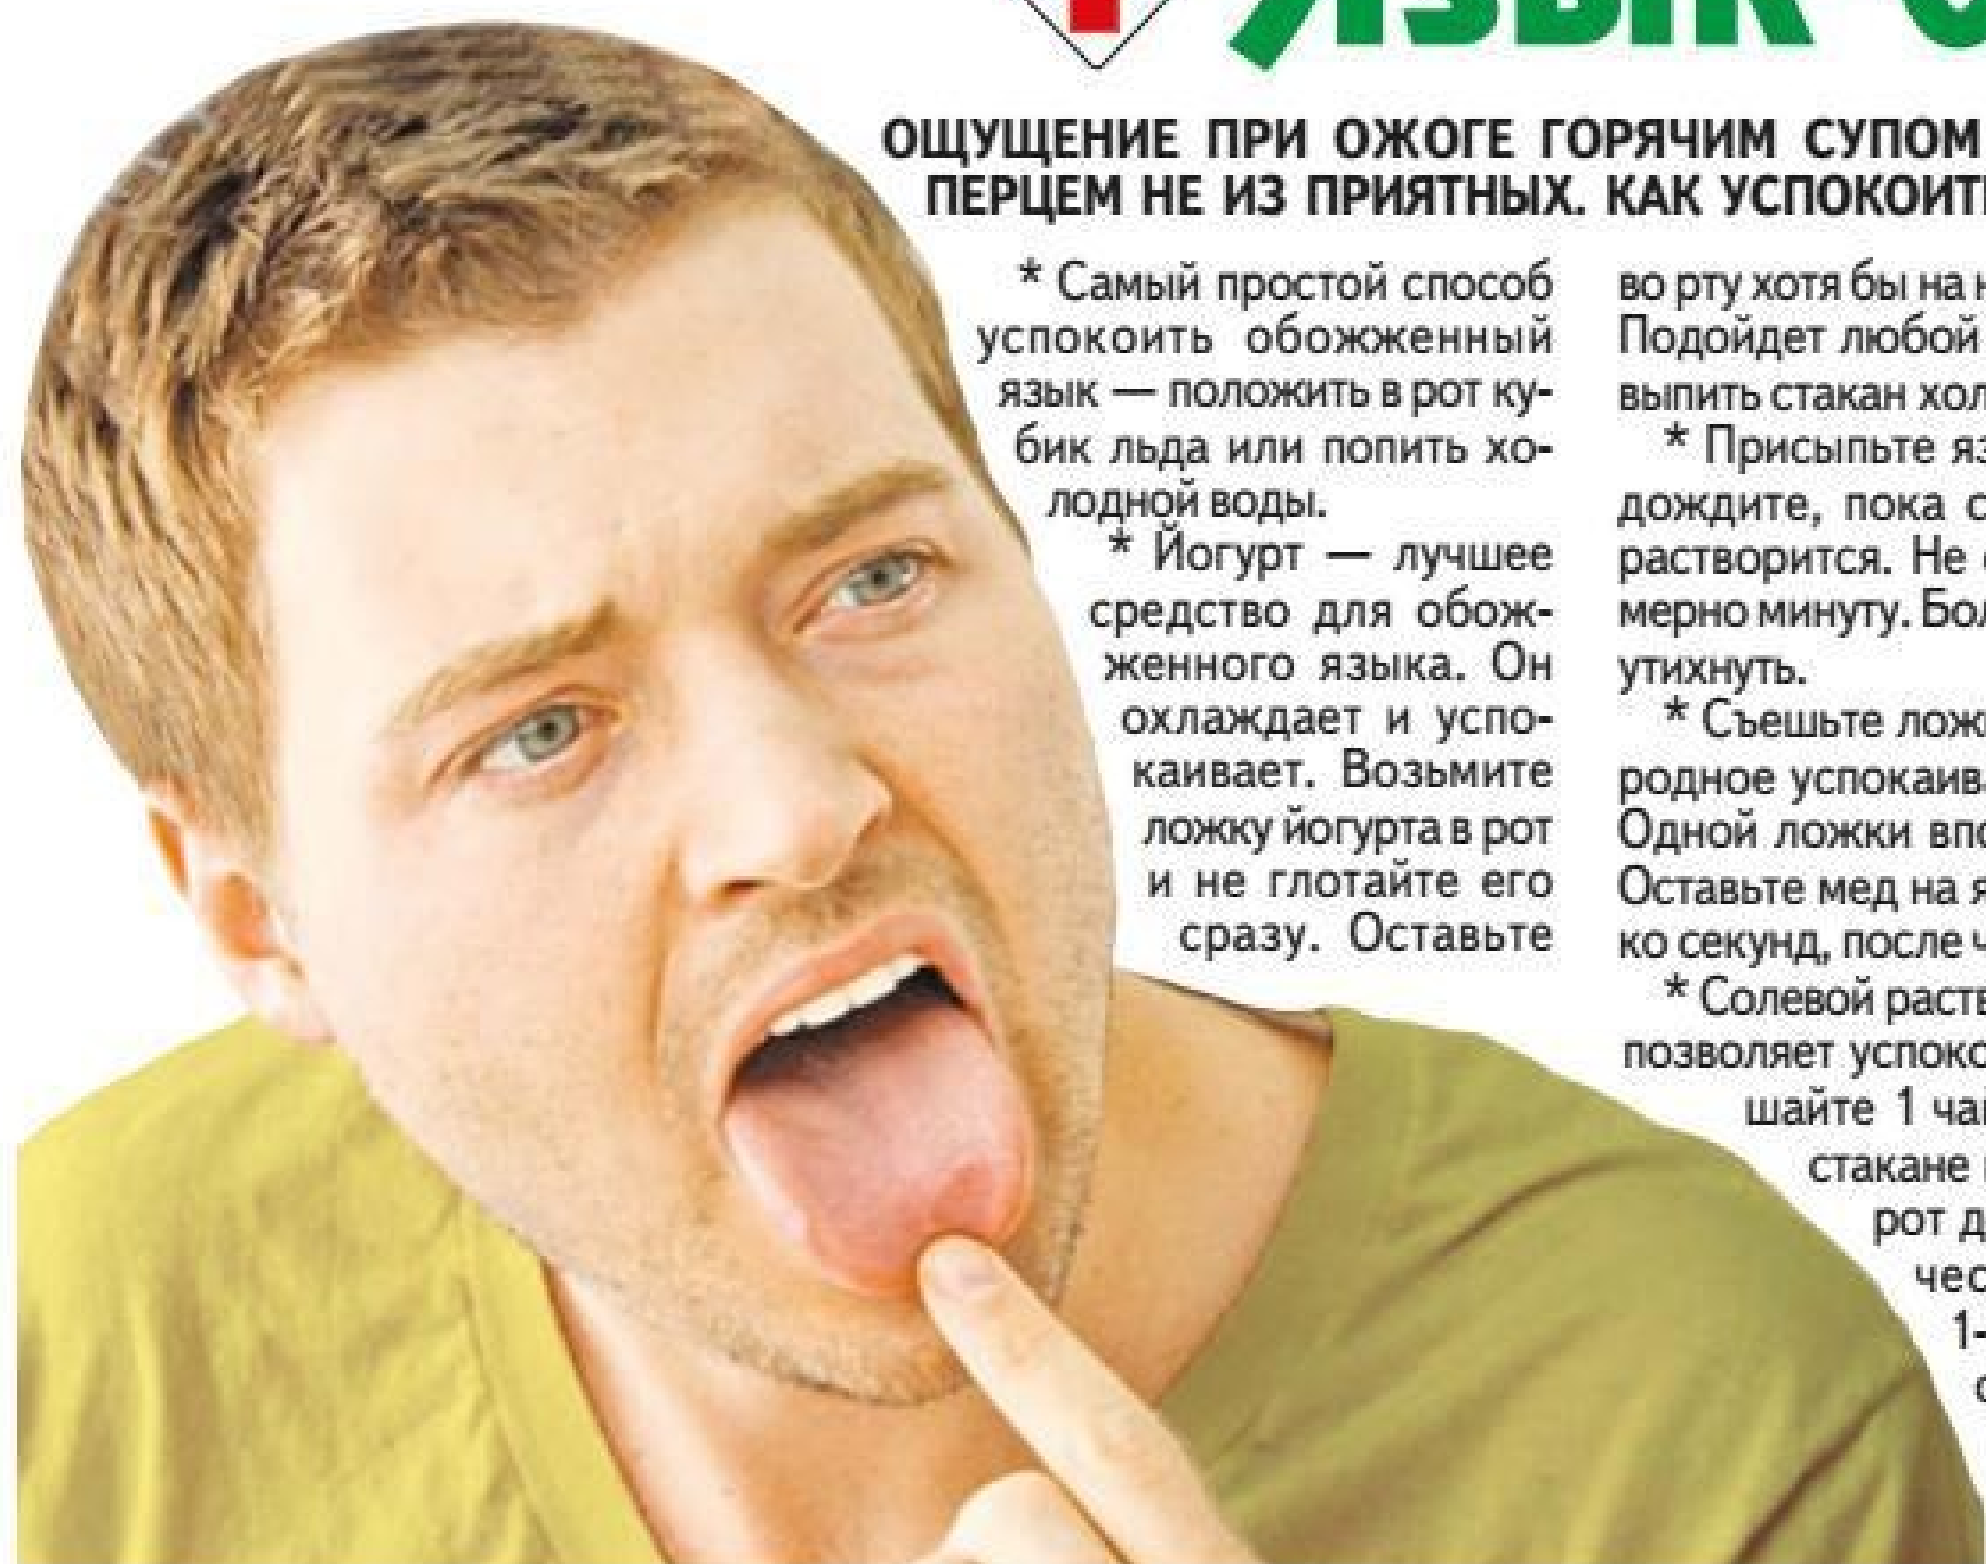 ЯЗЫК
ОЩУЩЕНИЕ ПРИ ОЖОГЕ ГОРЯЧИМ СУПОМ
ПЕРЦЕМ НЕ ИЗ ПРИЯТНЫХ. КАК УСПОКОИТЬ
* Самый простой способ
успокоить обожженный
язык — положить в рот ку-
бик льда или попить хо-
лодной воды.
* Йогурт — лучшее
средство для обож-
женного языка. Он
охлаждает и успо-
каивает. Возьмите
ложку йогурта в рот
и не глотайте его
сразу. Оставьте
во рту хотя бы на
Подойдет любой
выпить стакан хол
* Присыпьте яз
дождите, пока с
растворится. Не
мерно минуту. Бол
утихнуть.
* Съешьте лож
родное успокаив
Одной ложки впо
Оставьте мед на я
ко секунд, после ч
* Солевой раств
позволяет успоко
шайте 1 чай
стакане
рот д
чес
1-